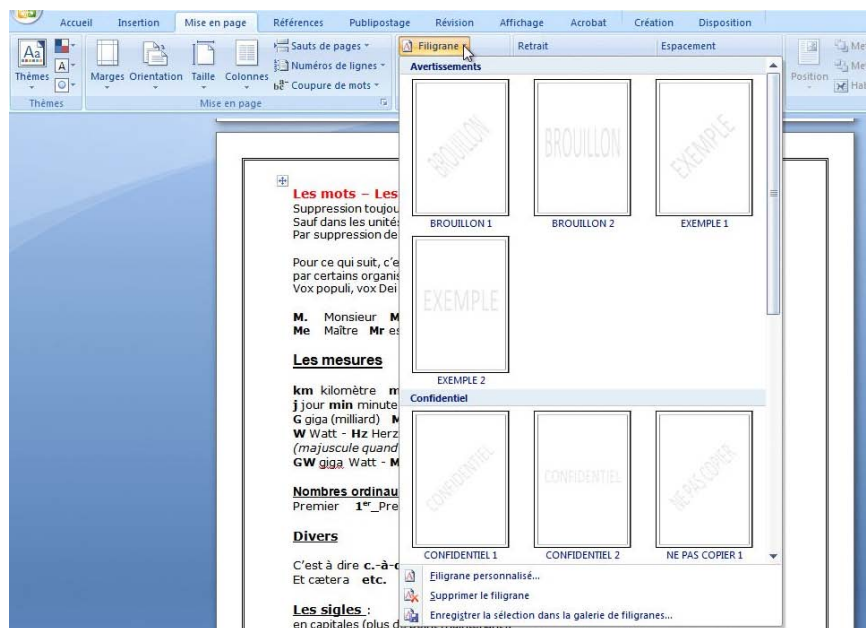 Accueil Insertion Mise en page Références Publipostage Révision Affichage Acrobat Création Disposition
Thèmes
Marges Orientation Taille Colonnes
Sauts de pages
Numéros de lignes
Coupure de mots
Filigrane
Retrait Espacement
Position
Thèmes Mise en page
Avertissements
BROUILLON BROUILLON EXEMPLE
BROUILLON 1 BROUILLON 2 EXEMPLE 1
EXEMPLE
EXEMPLE 2
Confidentiel
CONFIDENTIEL CONFIDENTIEL NE PAS COPIER
CONFIDENTIEL 1 CONFIDENTIEL 2 NE PAS COPIER 1
Filigrane personnalisé...
Supprimer le filigrane
Enregistrer la sélection dans la galerie de filigranes...
Les mots – Les
Suppression toujou
Sauf dans les unités
Par suppression de
Pour ce qui suit, c'e
par certains organis
Vox populi, vox Dei
M. Monsieur M
Me Maître Mr es
Les mesures
km kilomètre m
j jour min minute
G giga (milliard) M
W Watt - Hz Herz
(majuscule quand
GW giga Watt - M
Nombres ordinau
Premier 1er Pre
Divers
C'est à dire c.-à-d
Et cætera etc.
Les sigles :